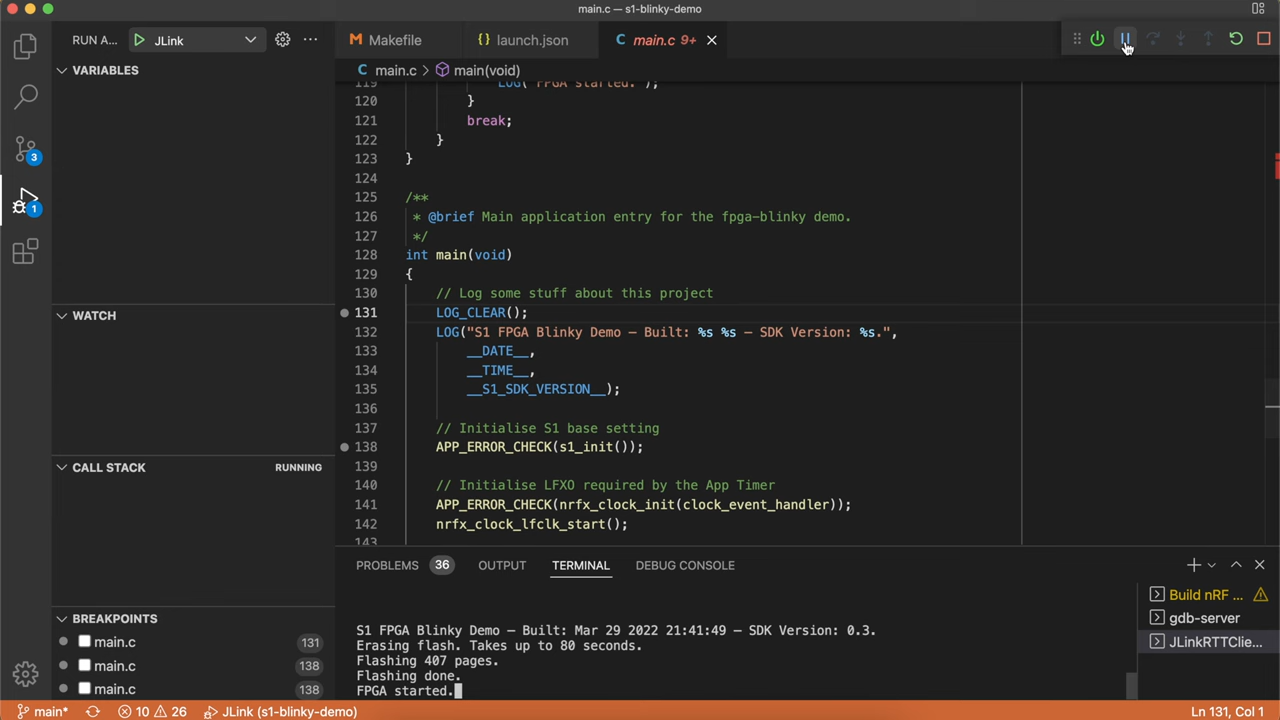 main.c — s1-blinky-demo
RUN A... JLink
Makefile
launch.json
main.c 9+
main.c > main(void)
VARIABLES
WATCH
CALL STACK
RUNNING
BREAKPOINTS
main.c 131
main.c 138
main.c 138
3
1
119 LOG("FPGA started.");
120 }
121 break;
122 }
123 }
124
125 /**
126 * @brief Main application entry for the fpga-blinky demo.
127 */
128 int main(void)
129 {
130 // Log some stuff about this project
131 LOG_CLEAR();
132 LOG("S1 FPGA Blinky Demo – Built: %s %s – SDK Version: %s.",
133 __DATE__,
134 __TIME__,
135 __S1_SDK_VERSION__);
136
137 // Initialise S1 base setting
138 APP_ERROR_CHECK(s1_init());
139
140 // Initialise LFXO required by the App Timer
141 APP_ERROR_CHECK(nrfx_clock_init(clock_event_handler));
142 nrfx_clock_lfclk_start();
143
PROBLEMS 36 OUTPUT TERMINAL DEBUG CONSOLE
S1 FPGA Blinky Demo – Built: Mar 29 2022 21:41:49 – SDK Version: 0.3.
Erasing flash. Takes up to 80 seconds.
Flashing 407 pages.
Flashing done.
FPGA started.
Build nRF ...
gdb-server
JLinkRTTClie...
main* 10 26 JLink (s1-blinky-demo)
Ln 131, Col 1